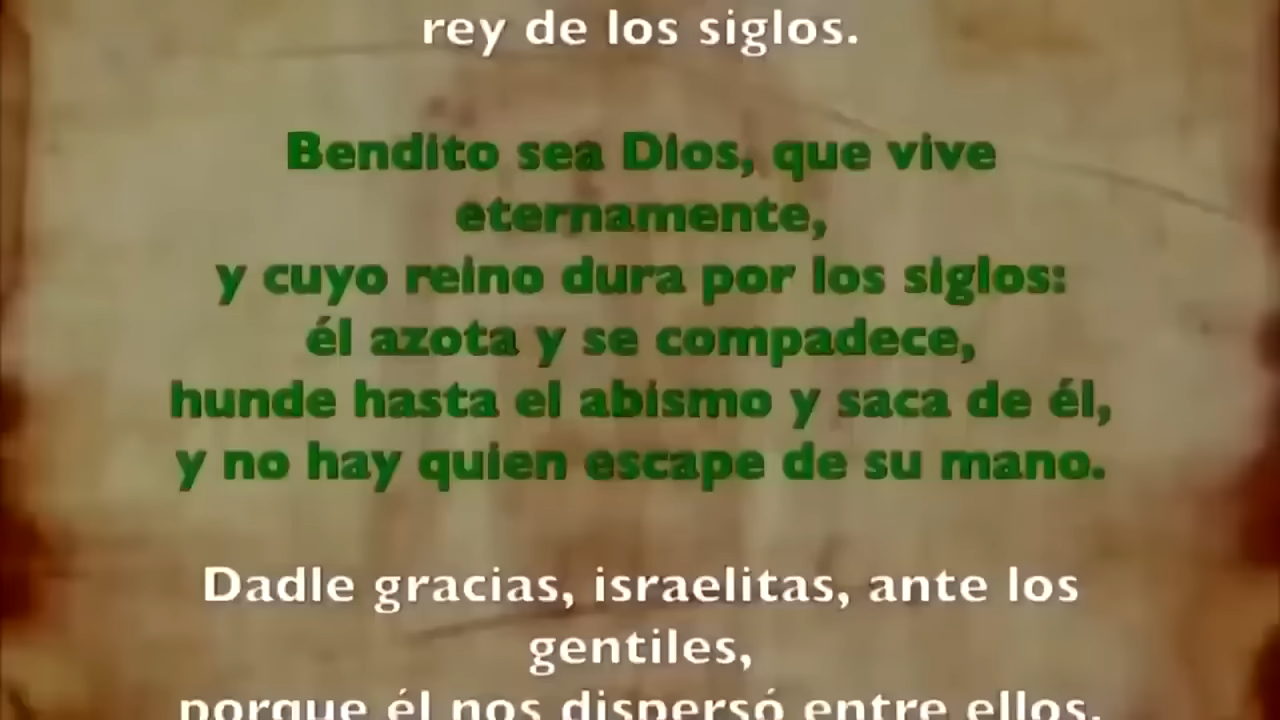 rey de los siglos.
Bendito sea Dios, que vive
eternamente,
y cuyo reino dura por los siglos:
él azota y se compadece,
hunde hasta el abismo y saca de él,
y no hay quien escape de su mano.
Dadle gracias, israelitas, ante los
gentiles,
porque él nos dispersó entre ellos.